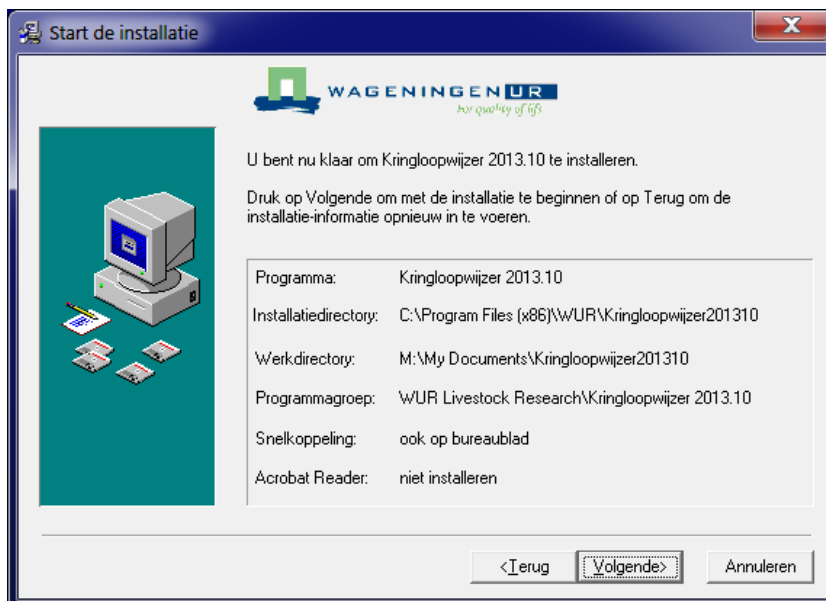 Start de installatie
WAGENINGEN UR
For quality of life
U bent nu klaar om Kringloopwijzer 2013.10 te installeren.
Druk op Volgende om met de installatie te beginnen of op Terug om de
installatie-informatie opnieuw in te voeren.
Programma: Kringloopwijzer 2013.10
Installatiedirectory: C:\Program Files (x86)\WUR\Kringloopwijzer201310
Werkdirectory: M:\My Documents\Kringloopwijzer201310
Programmagroep: WUR Livestock Research\Kringloopwijzer 2013.10
Snelkoppeling: ook op bureaublad
Acrobat Reader: niet installeren
<Terug Volgende> Annuleren